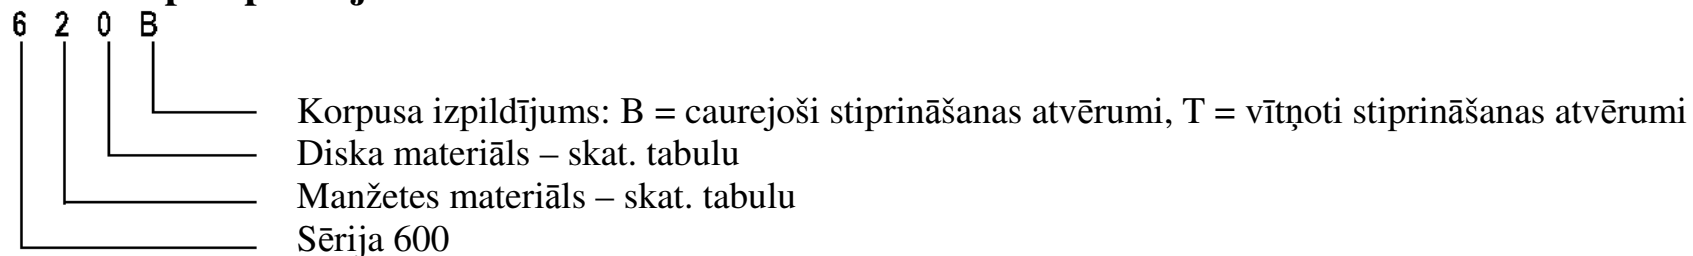 6 2 0 B
Korpusa izpildījums: B = caurejoši stiprināšanas atvērumi, T = vītņoti stiprināšanas atvērumi
Diska materiāls – skat. tabulu
Manžetes materiāls – skat. tabulu
Sērija 600